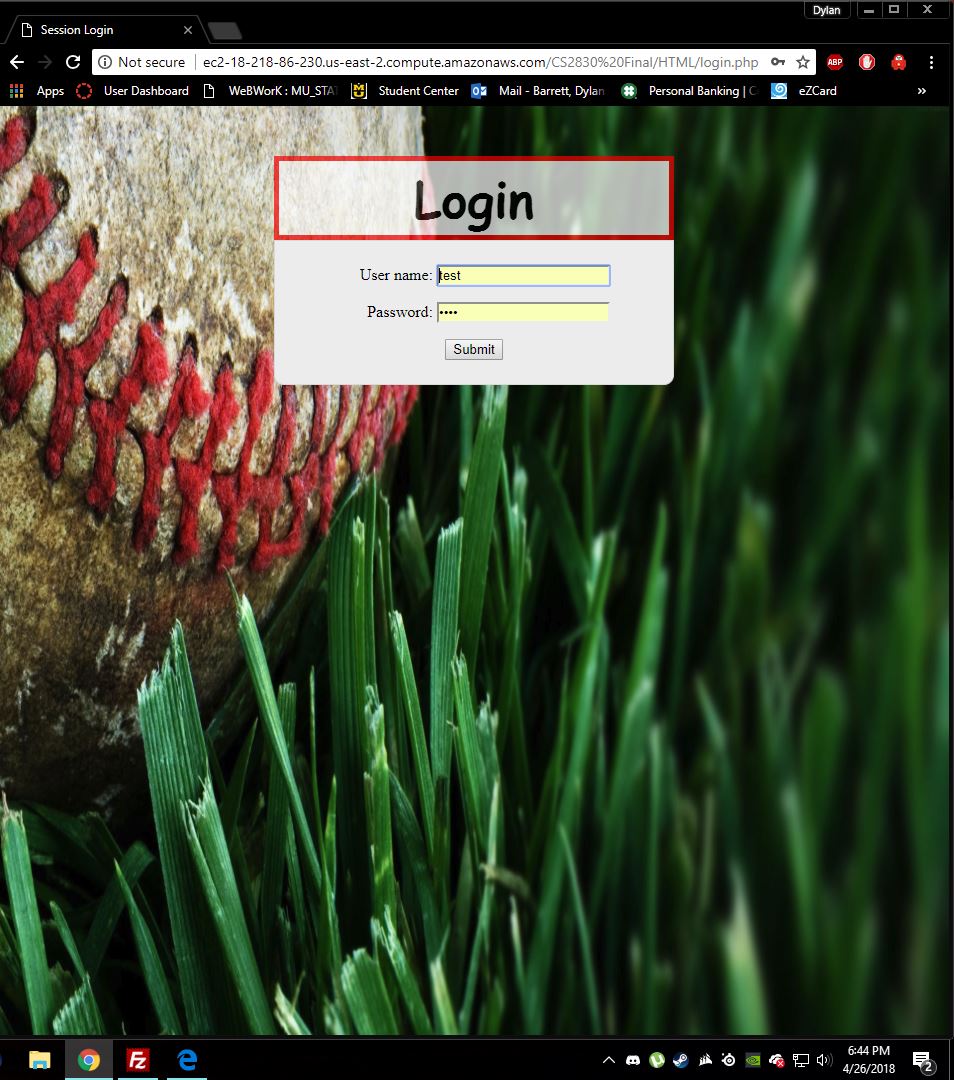 Dylan
Session Login
Not secure ec2-18-218-86-230.us-east-2.compute.amazonaws.com/CS2830%20Final/HTML/login.php
ABP
Apps User Dashboard WeBWorK : MU_STAT Student Center Mail - Barrett, Dylan Personal Banking | C eZCard »
Login
User name: test
Password: ••••
Submit
6:44 PM
4/26/2018
2